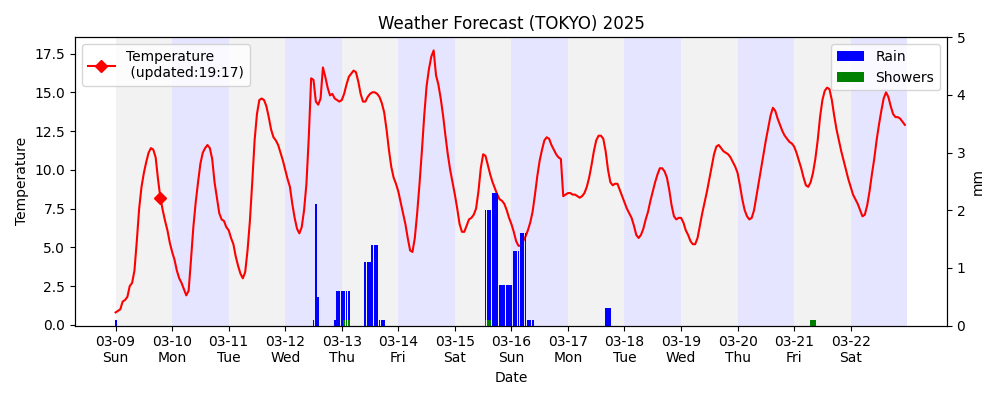 Weather Forecast (TOKYO) 2025
Temperature
(updated:19:17)
Rain
Showers
17.5
15.0
12.5
10.0
7.5
5.0
2.5
0.0
Temperature
5
4
3
2
1
0
mm
03-09 03-10 03-11 03-12 03-13 03-14 03-15 03-16 03-17 03-18 03-19 03-20 03-21 03-22
Sun Mon Tue Wed Thu Fri Sat Sun Mon Tue Wed Thu Fri Sat
Date